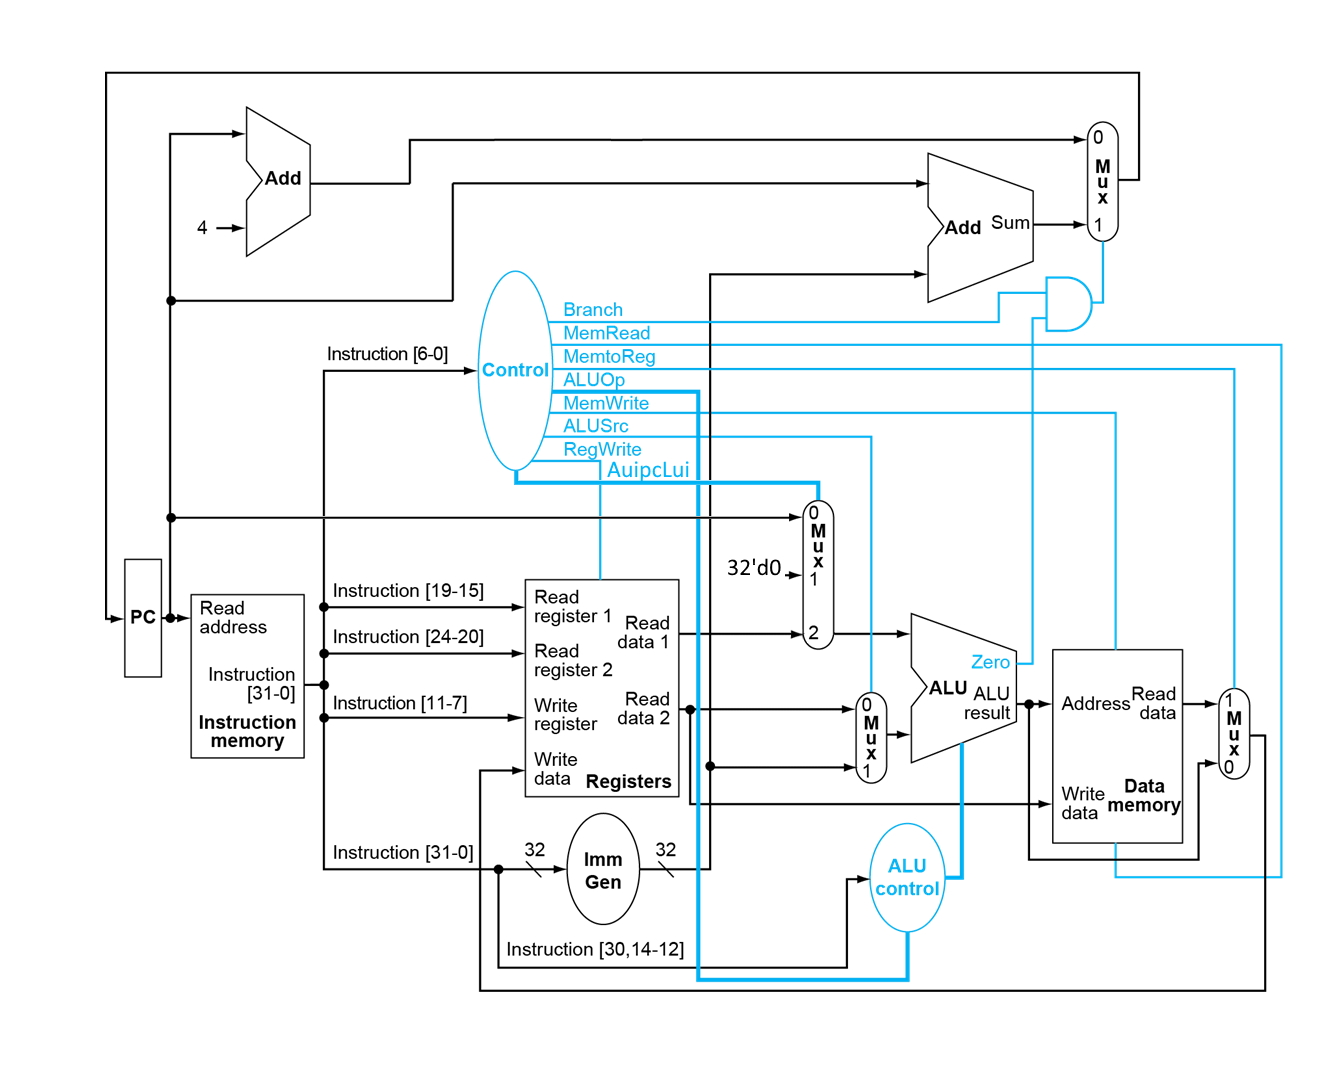 0
Mux
1
Add
4
Add Sum
Branch
MemRead
MemtoReg
ALUOp
MemWrite
ALUSrc
RegWrite
AuipcLui
Control
Instruction [6-0]
0
Mux
1
2
32'd0
PC
Read
address
Instruction
[31-0]
Instruction
memory
Instruction [19-15]
Instruction [24-20]
Instruction [11-7]
Instruction [31-0]
Read
register 1
Read
register 2
Write
register
Write
data
Read
data 1
Read
data 2
Registers
0
Mux
1
Zero
ALU
ALU
result
Address
Read
data
Write
data
Data
memory
1
Mux
0
32
Imm
Gen
32
ALU
control
Instruction [30,14-12]